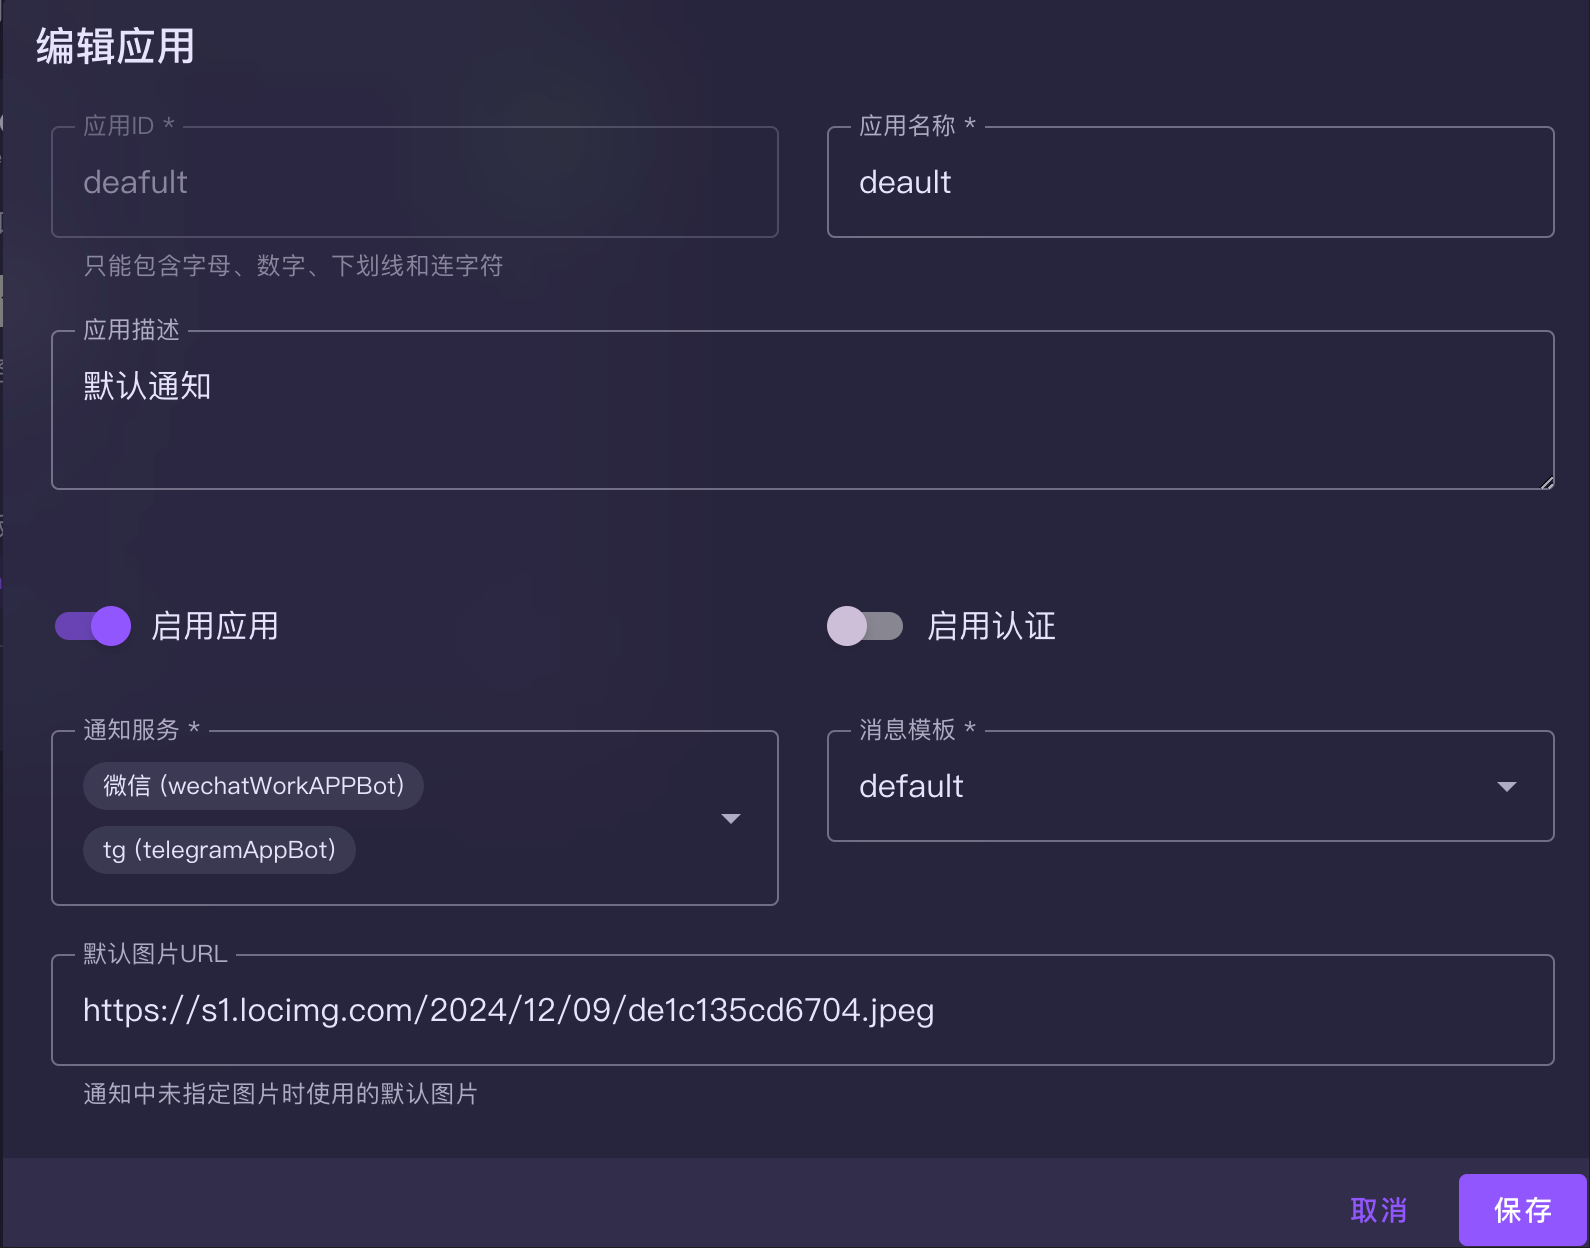 编辑应用
应用ID *
deafult
只能包含字母、数字、下划线和连字符
应用名称 *
deault
应用描述
默认通知
启用应用
启用认证
通知服务 *
微信 (wechatWorkAPPBot)
tg (telegramAppBot)
消息模板 *
default
默认图片URL
https://s1.locimg.com/2024/12/09/de1c135cd6704.jpeg
通知中未指定图片时使用的默认图片
取消
保存